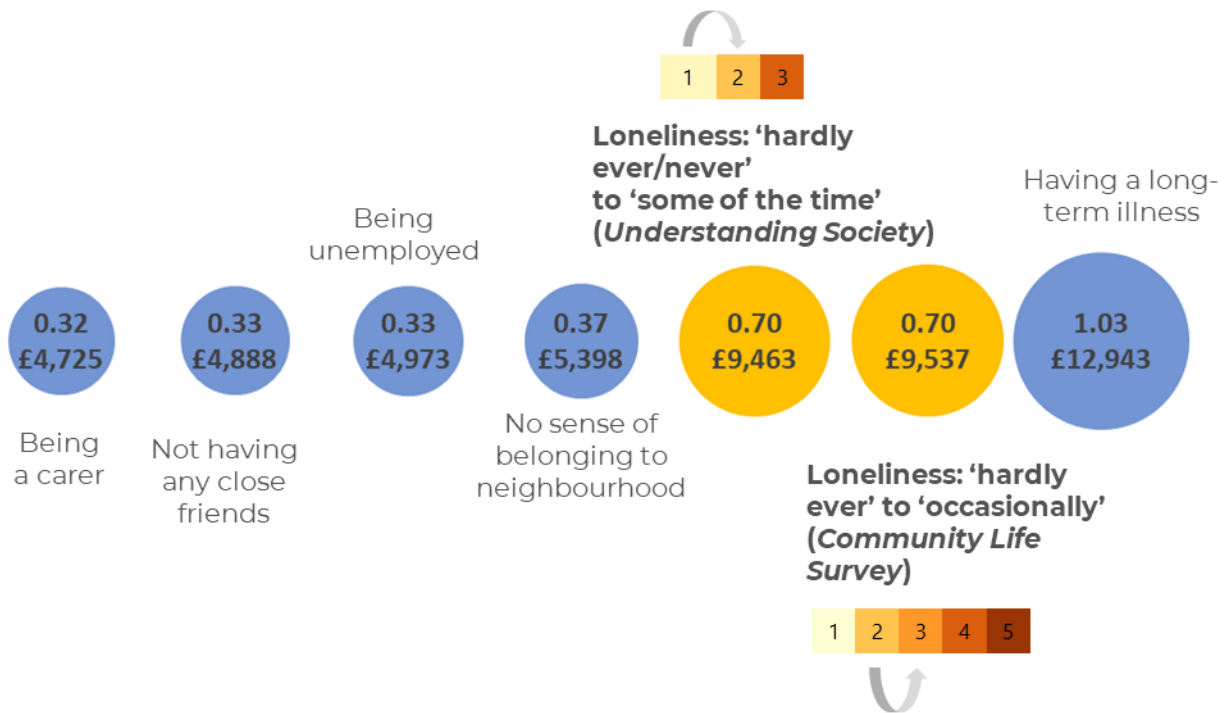 1 2 3
Loneliness: ‘hardly
ever/never’
to ‘some of the time’
(Understanding Society)
Having a long-
term illness
Being
unemployed
0.32
£4,725
0.33
£4,888
0.33
£4,973
0.37
£5,398
0.70
£9,463
0.70
£9,537
1.03
£12,943
Being
a carer
Not having
any close
friends
No sense of
belonging to
neighbourhood
Loneliness: ‘hardly
ever’ to ‘occasionally’
(Community Life
Survey)
1 2 3 4 5